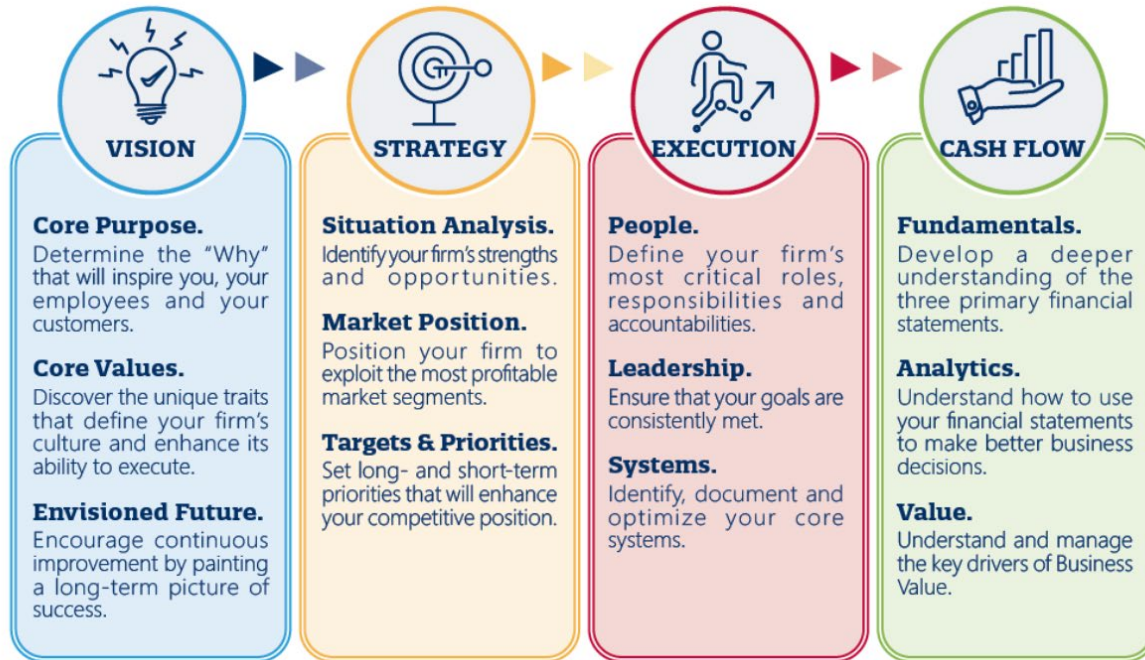 VISION
Core Purpose.
Determine the “Why”
that will inspire you, your
employees and your
customers.
Core Values.
Discover the unique traits
that define your firm’s
culture and enhance its
ability to execute.
Envisioned Future.
Encourage continuous
improvement by painting
a long-term picture of
success.
STRATEGY
Situation Analysis.
Identify your firm’s strengths
and opportunities.
Market Position.
Position your firm to
exploit the most profitable
market segments.
Targets & Priorities.
Set long- and short-term
priorities that will enhance
your competitive position.
EXECUTION
People.
Define your firm’s
most critical roles,
responsibilities and
accountabilities.
Leadership.
Ensure that your goals are
consistently met.
Systems.
Identify, document and
optimize your core
systems.
CASH FLOW
Fundamentals.
Develop a deeper
understanding of the
three primary financial
statements.
Analytics.
Understand how to use
your financial statements
to make better business
decisions.
Value.
Understand and manage
the key drivers of Business
Value.